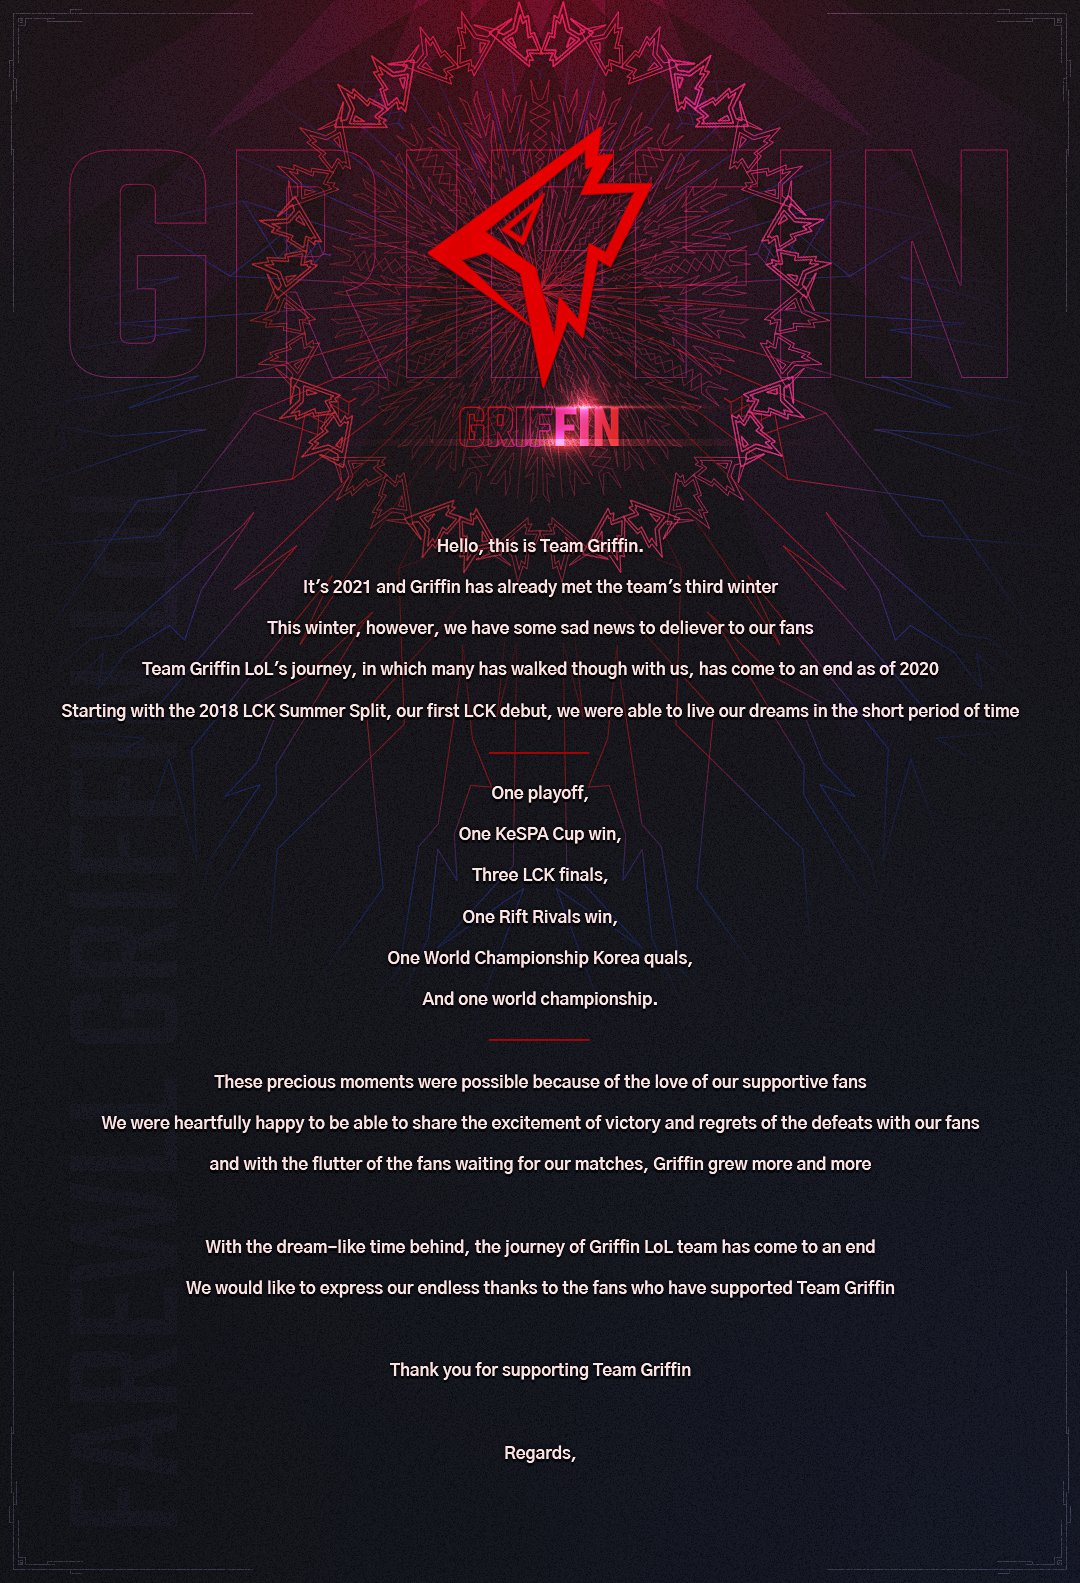 GRIFFIN
GRIFFIN
Hello, this is Team Griffin.
It's 2021 and Griffin has already met the team's third winter
This winter, however, we have some sad news to deliever to our fans
Team Griffin LoL's journey, in which many has walked though with us, has come to an end as of 2020
Starting with the 2018 LCK Summer Split, our first LCK debut, we were able to live our dreams in the short period of time
One playoff,
One KeSPA Cup win,
Three LCK finals,
One Rift Rivals win,
One World Championship Korea quals,
And one world championship.
These precious moments were possible because of the love of our supportive fans
We were heartfully happy to be able to share the excitement of victory and regrets of the defeats with our fans
and with the flutter of the fans waiting for our matches, Griffin grew more and more
With the dream-like time behind, the journey of Griffin LoL team has come to an end
We would like to express our endless thanks to the fans who have supported Team Griffin
Thank you for supporting Team Griffin
Regards,